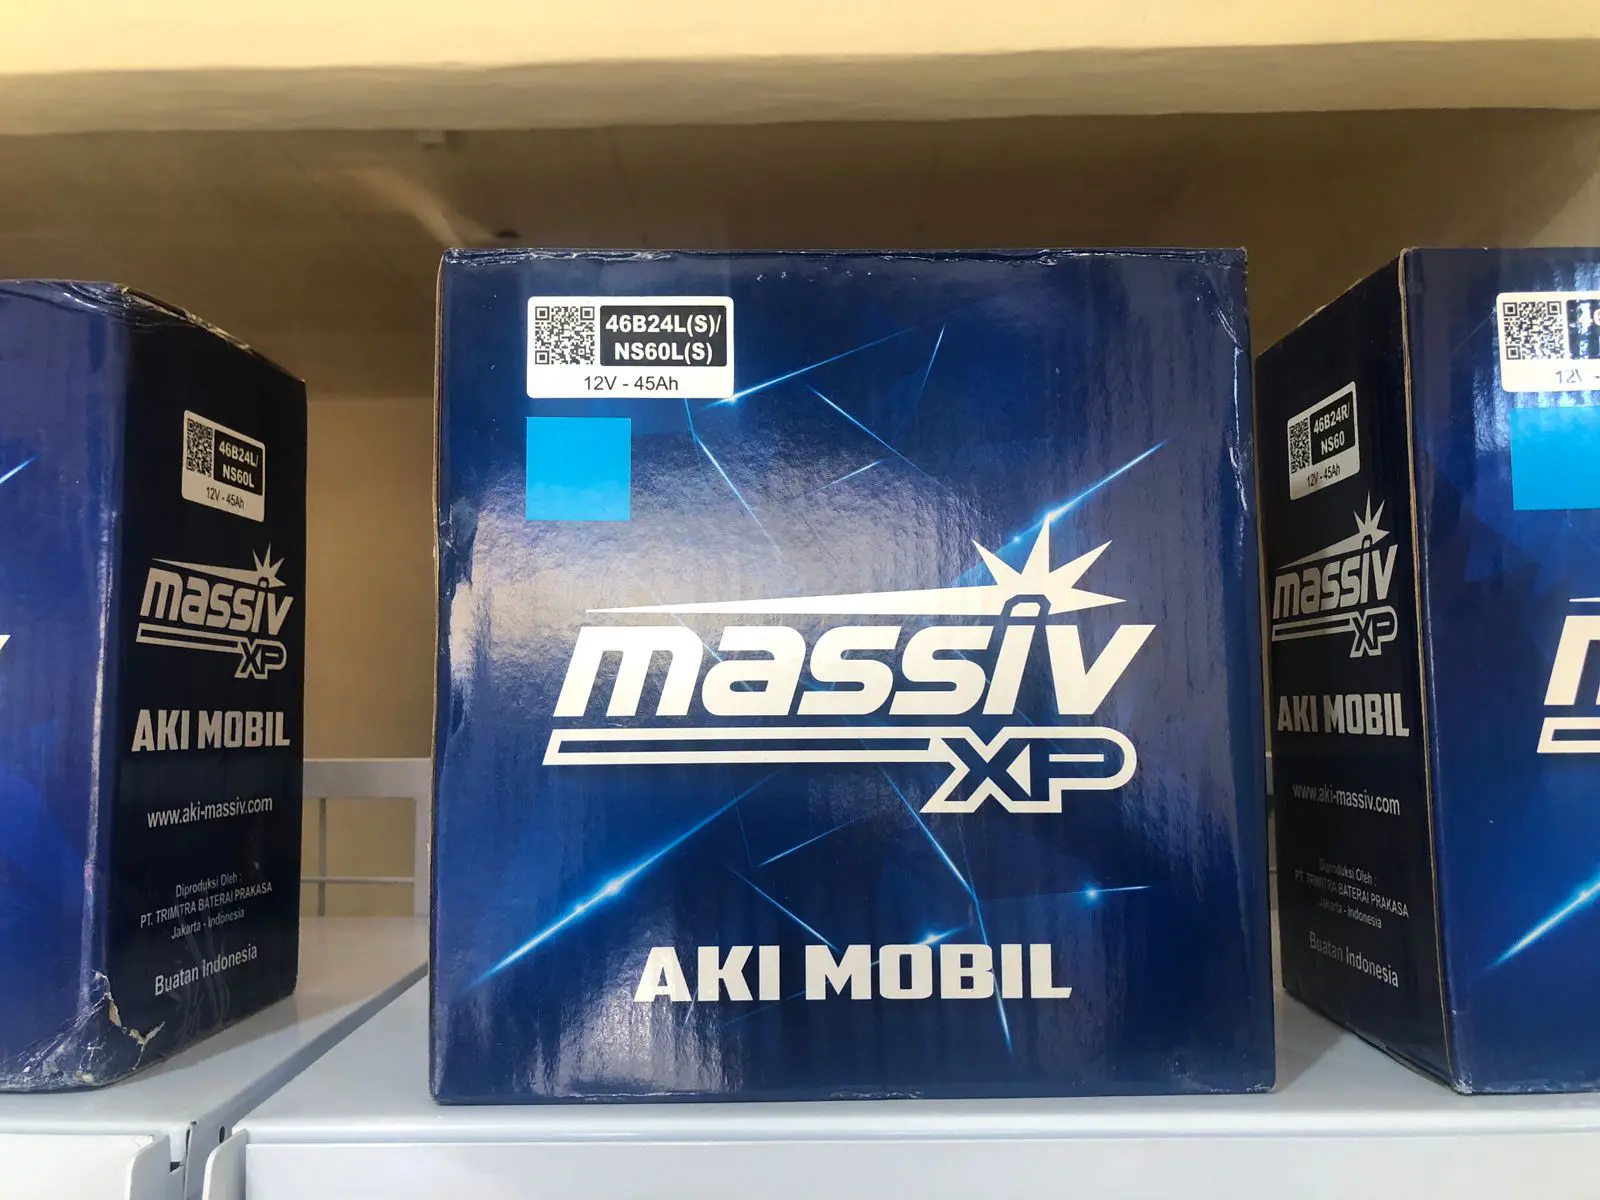 46B24L/
NS60L
12V - 45Ah
massiv
XP
AKI MOBIL
www.aki-massiv.com
Diproduksi Oleh :
PT. TRIMITRA BATERAI PRAKASA
Jakarta - Indonesia
Buatan Indonesia
46B24L(S)/
NS60L(S)
12V - 45Ah
massiv
XP
AKI MOBIL
46B24R/
NS60
12V - 45Ah
massiv
XP
AKI MOBIL
www.aki-massiv.com
Diproduksi Oleh :
PT. TRIMITRA BATERAI PRAKASA
Jakarta - Indonesia
Buatan Indonesia
12V -